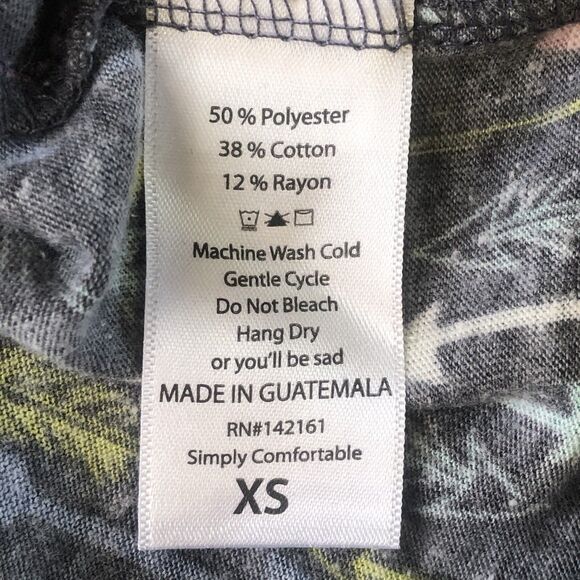 50 % Polyester
38 % Cotton
12 % Rayon
Machine Wash Cold
Gentle Cycle
Do Not Bleach
Hang Dry
or you'll be sad
MADE IN GUATEMALA
RN#142161
Simply Comfortable
XS